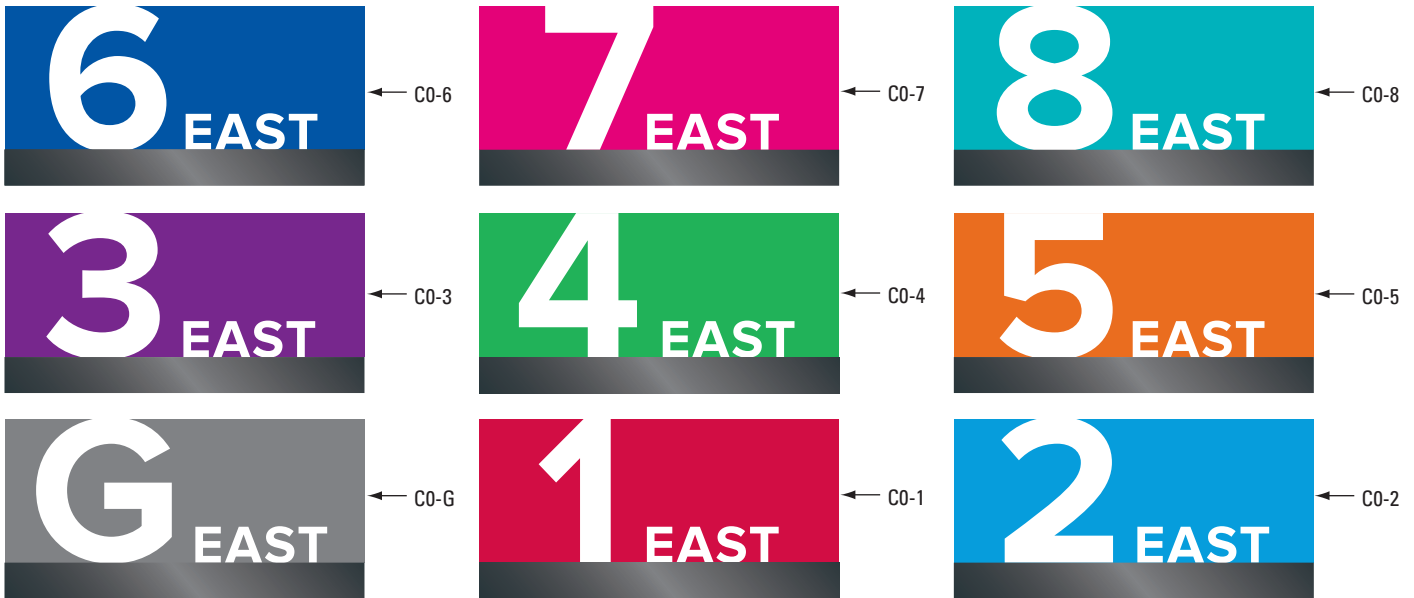 6 EAST
C0-6
7 EAST
C0-7
8 EAST
C0-8
3 EAST
C0-3
4 EAST
C0-4
5 EAST
C0-5
G EAST
C0-G
1 EAST
C0-1
2 EAST
C0-2